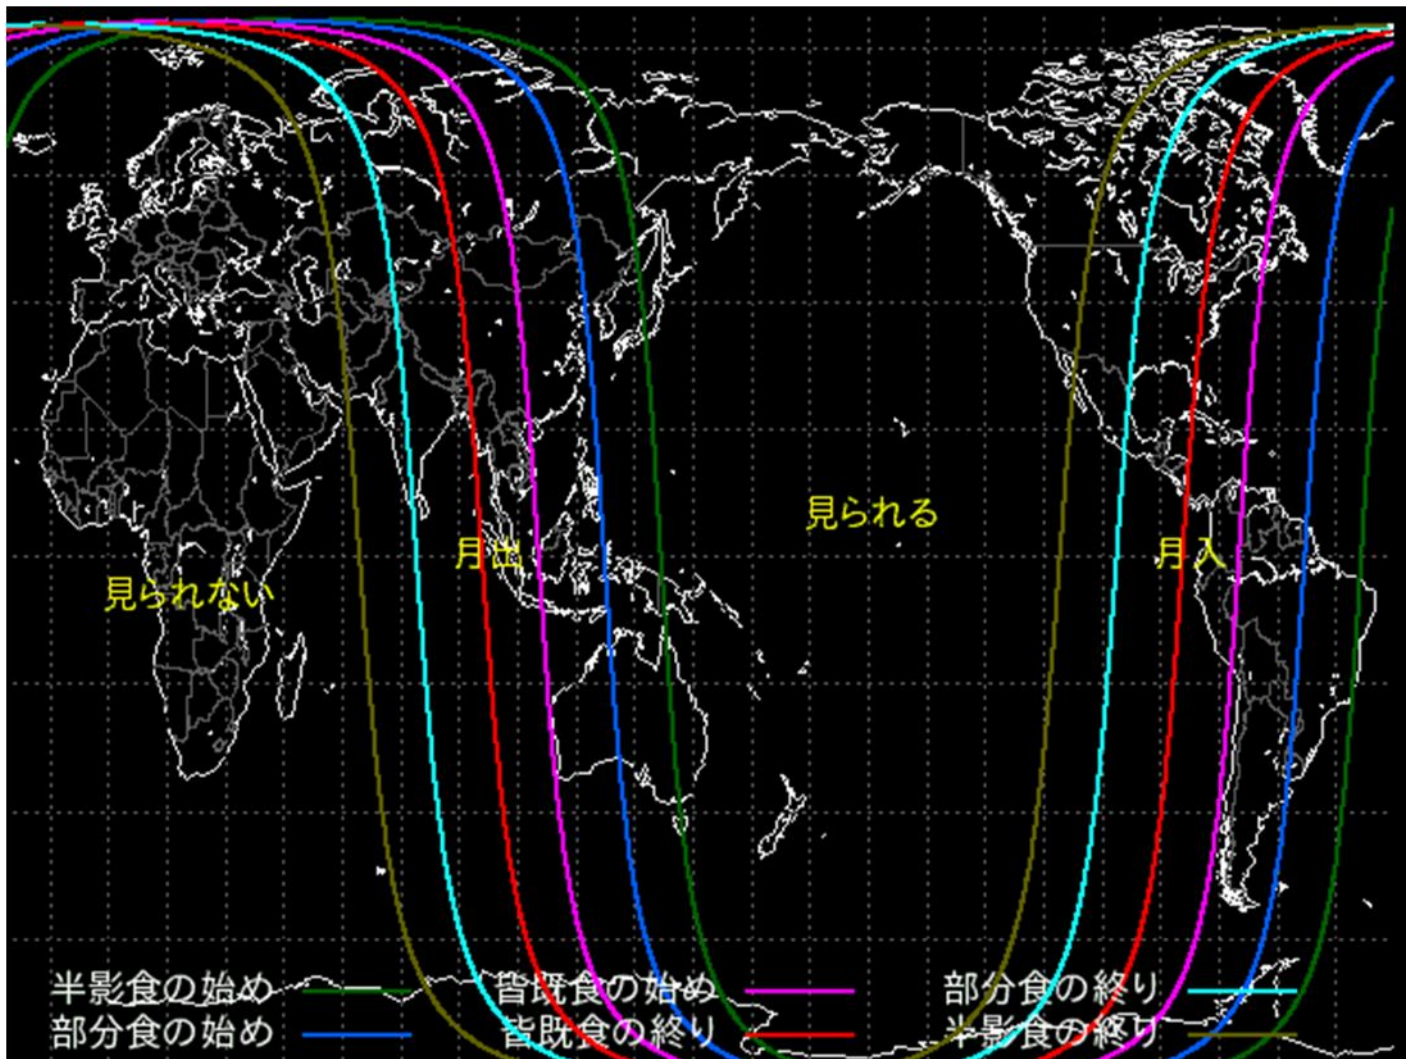 見られる
月出
月入
見られない
半影食の始め 皆既食の始め 部分食の終り
部分食の始め 皆既食の終り 半影食の終り